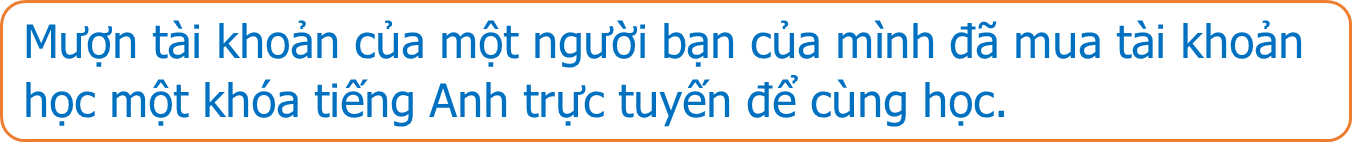 Mượn tài khoản của một người bạn của mình đã mua tài khoản
học một khóa tiếng Anh trực tuyến để cùng học.